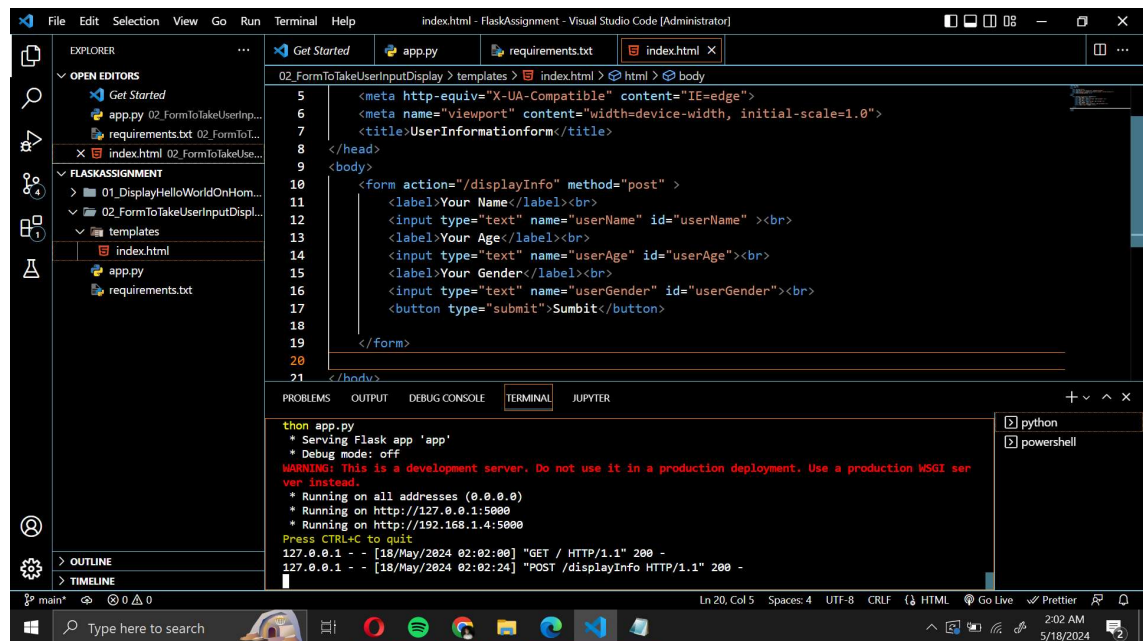 File Edit Selection View Go Run Terminal Help index.html - FlaskAssignment - Visual Studio Code [Administrator]
EXPLORER
OPEN EDITORS
Get Started
app.py 02_FormToTakeUserInp...
requirements.txt 02_FormToT...
index.html 02_FormToTakeUse...
FLASKASSIGNMENT
01_DisplayHelloWorldOnHom...
02_FormToTakeUserInputDispl...
templates
index.html
app.py
requirements.txt
OUTLINE
TIMELINE
4
1
Get Started app.py requirements.txt index.html
02_FormToTakeUserInputDisplay > templates > index.html > html > body
5 <meta http-equiv="X-UA-Compatible" content="IE=edge">
6 <meta name="viewport" content="width=device-width, initial-scale=1.0">
7 <title>UserInformationform</title>
8 </head>
9 <body>
10 <form action="/displayInfo" method="post" >
11 <label>Your Name</label><br>
12 <input type="text" name="userName" id="userName" ><br>
13 <label>Your Age</label><br>
14 <input type="text" name="userAge" id="userAge"><br>
15 <label>Your Gender</label><br>
16 <input type="text" name="userGender" id="userGender"><br>
17 <button type="submit">Sumbit</button>
18
19 </form>
20
21 </body>
PROBLEMS OUTPUT DEBUG CONSOLE TERMINAL JUPYTER
thon app.py
* Serving Flask app 'app'
* Debug mode: off
WARNING: This is a development server. Do not use it in a production deployment. Use a production WSGI ser
ver instead.
* Running on all addresses (0.0.0.0)
* Running on http://127.0.0.1:5000
* Running on http://192.168.1.4:5000
Press CTRL+C to quit
127.0.0.1 - - [18/May/2024 02:02:00] "GET / HTTP/1.1" 200 -
127.0.0.1 - - [18/May/2024 02:02:24] "POST /displayInfo HTTP/1.1" 200 -
python
powershell
main* 0 0 Ln 20, Col 5 Spaces: 4 UTF-8 CRLF HTML Go Live Prettier
Type here to search
2:02 AM
5/18/2024
2